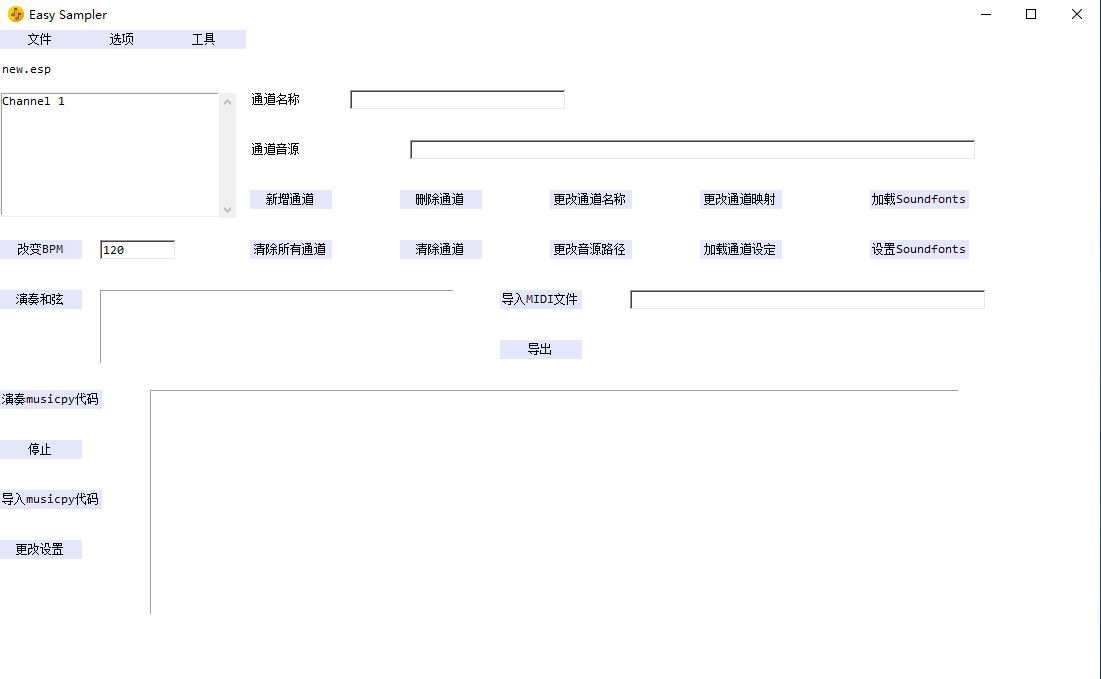 Easy Sampler
文件 选项 工具
new.esp
Channel 1
通道名称
通道音源
新增通道 删除通道 更改通道名称 更改通道映射 加载Soundfonts
改变BPM 120 清除所有通道 清除通道 更改音源路径 加载通道设定 设置Soundfonts
演奏和弦 导入MIDI文件
导出
演奏musicpy代码
停止
导入musicpy代码
更改设置